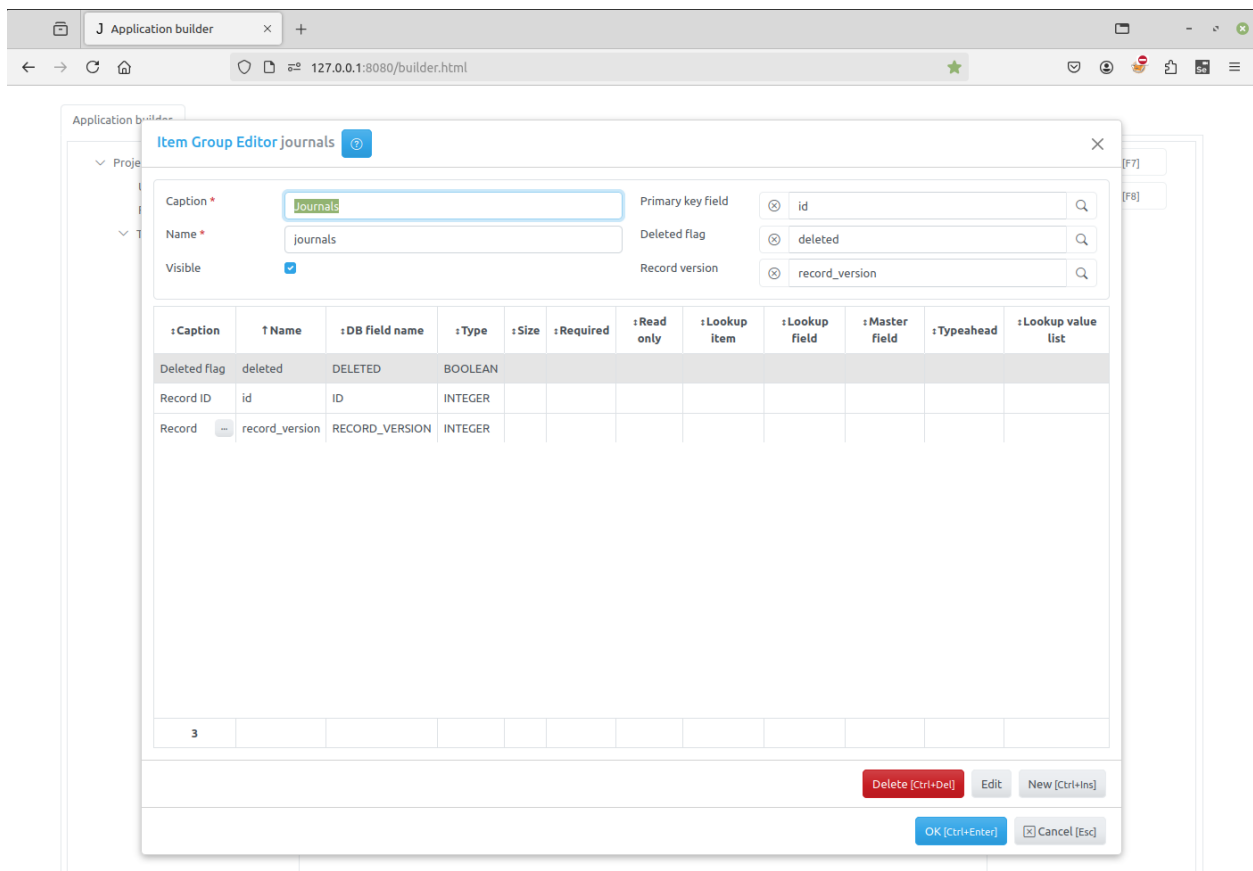 J Application builder
127.0.0.1:8080/builder.html
Application builder
Item Group Editor journals
[F7]
Proje
[F8]
Caption * Journals Primary key field id
Name * journals Deleted flag deleted
Visible Record version record_version
Caption Name DB field name Type Size Required Read only Lookup item Lookup field Master field Typeahead Lookup value list
Deleted flag deleted DELETED BOOLEAN
Record ID id ID INTEGER
Record ... record_version RECORD_VERSION INTEGER
3
Delete [Ctrl+Del] Edit New [Ctrl+Ins]
OK [Ctrl+Enter] Cancel [Esc]